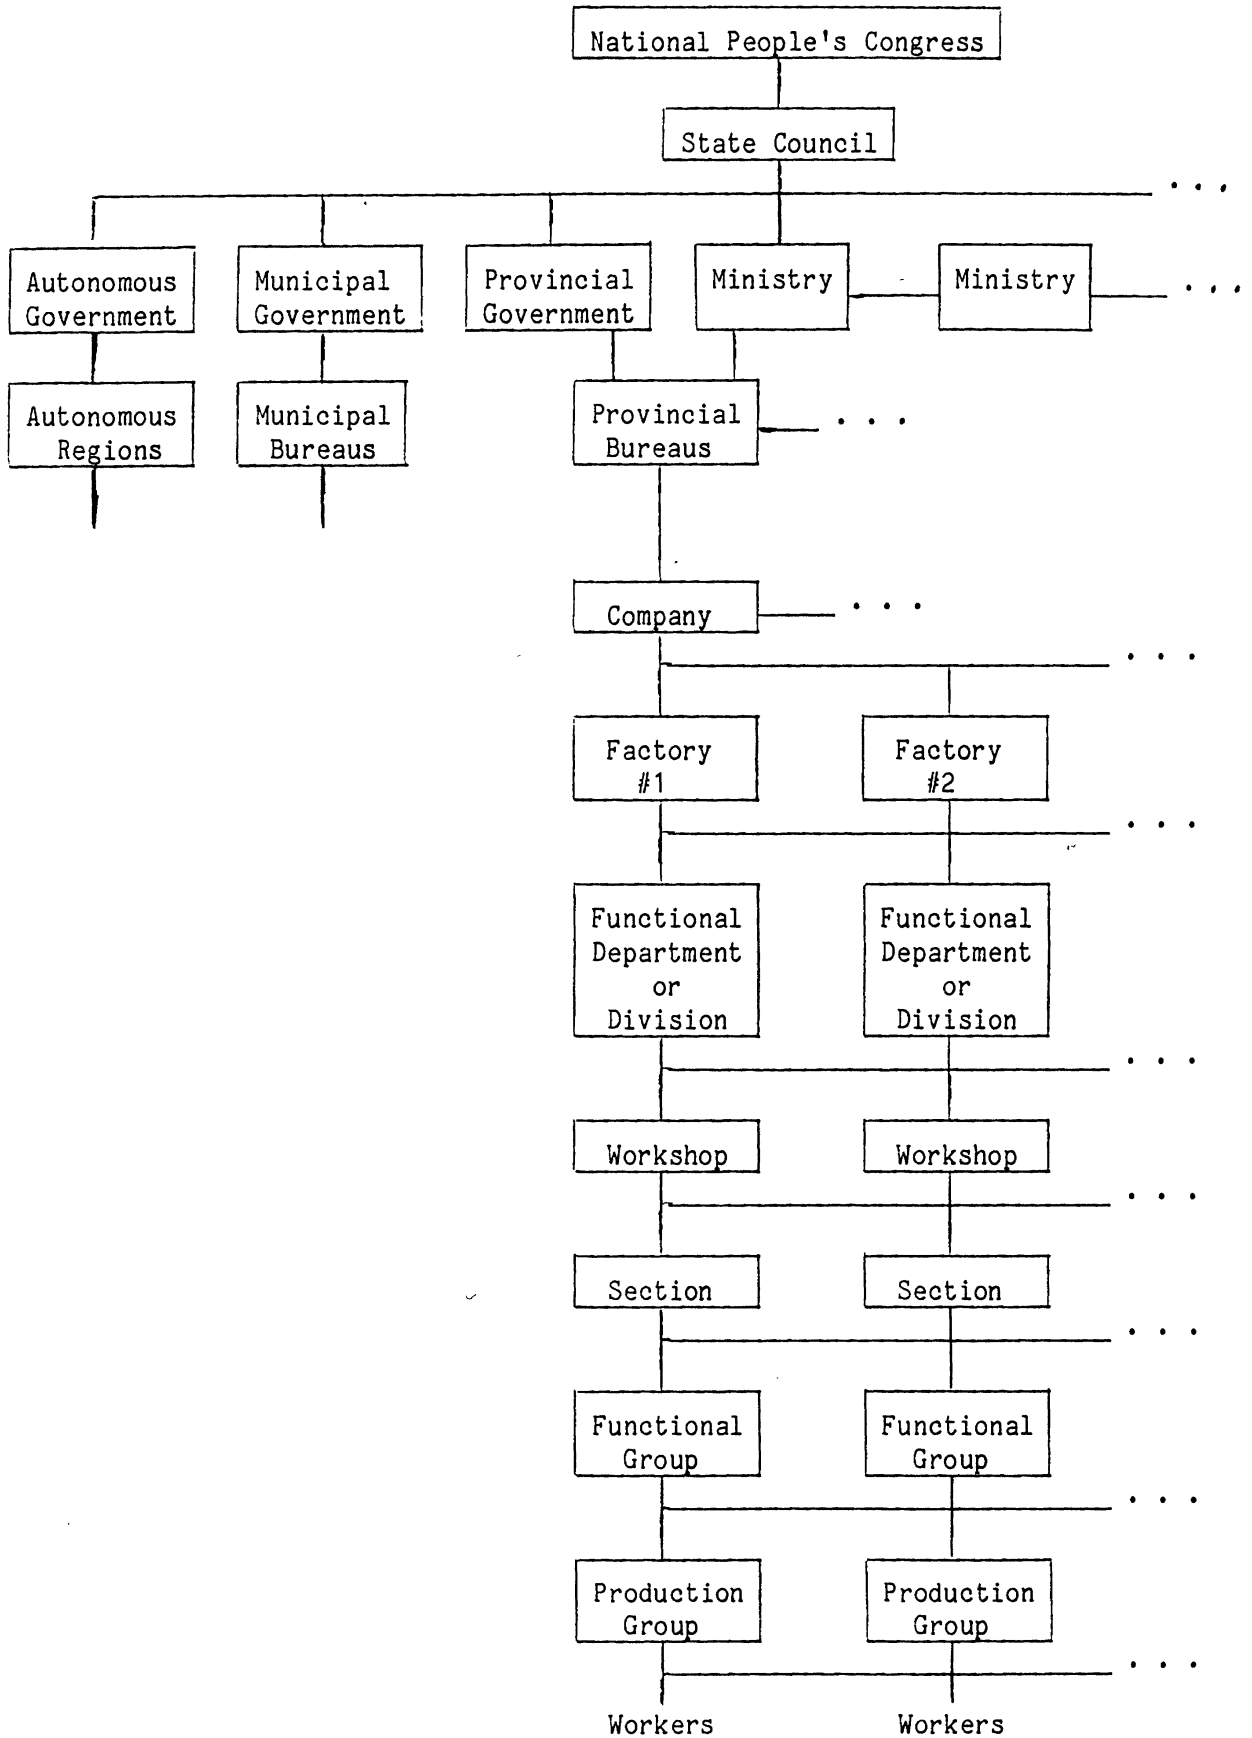 National People's Congress
State Council
. . .
Autonomous
Government
Municipal
Government
Provincial
Government
Ministry
Ministry
. . .
Autonomous
Regions
Municipal
Bureaus
Provincial
Bureaus
. . .
Company
. . .
. . .
Factory
#1
Factory
#2
. . .
Functional
Department
or
Division
Functional
Department
or
Division
. . .
Workshop
Workshop
. . .
Section
Section
. . .
Functional
Group
Functional
Group
. . .
Production
Group
Production
Group
. . .
Workers
Workers